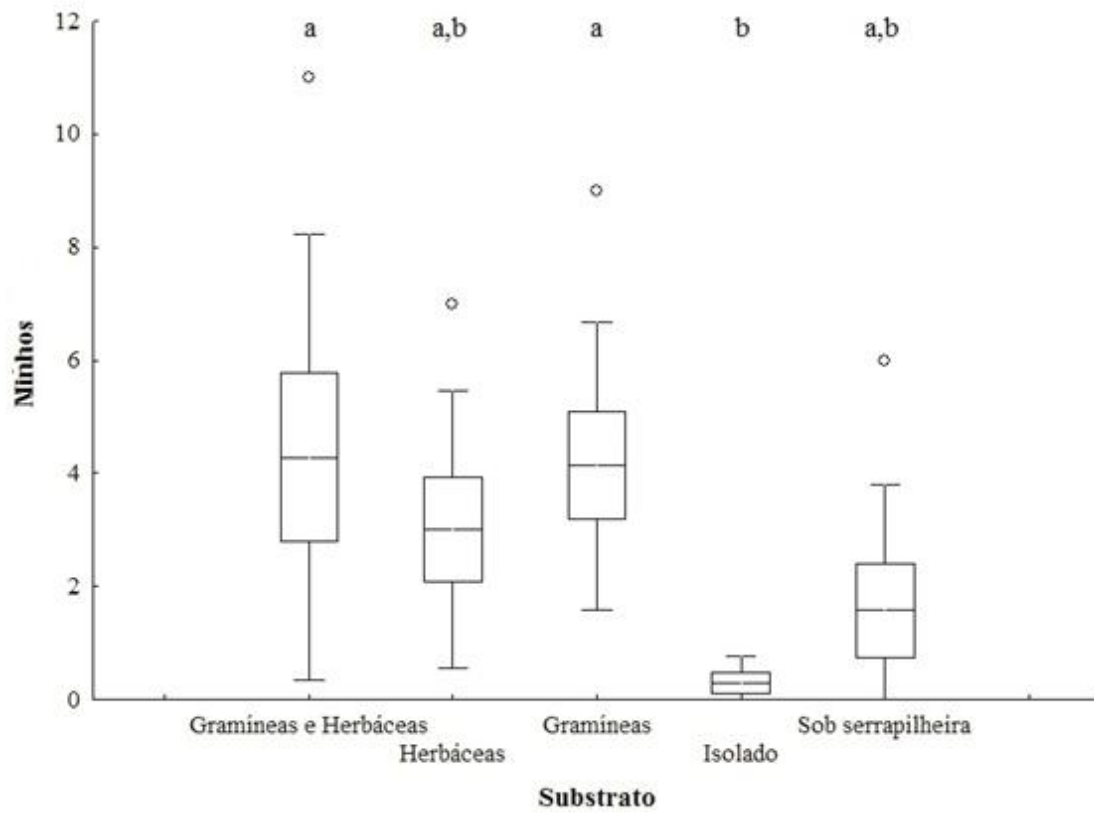 12
a a,b a b a,b
10
8
6
4
2
0
Ninhos
Gramíneas e Herbáceas Gramíneas Sob serrapilheira
Herbáceas Isolado
Substrato